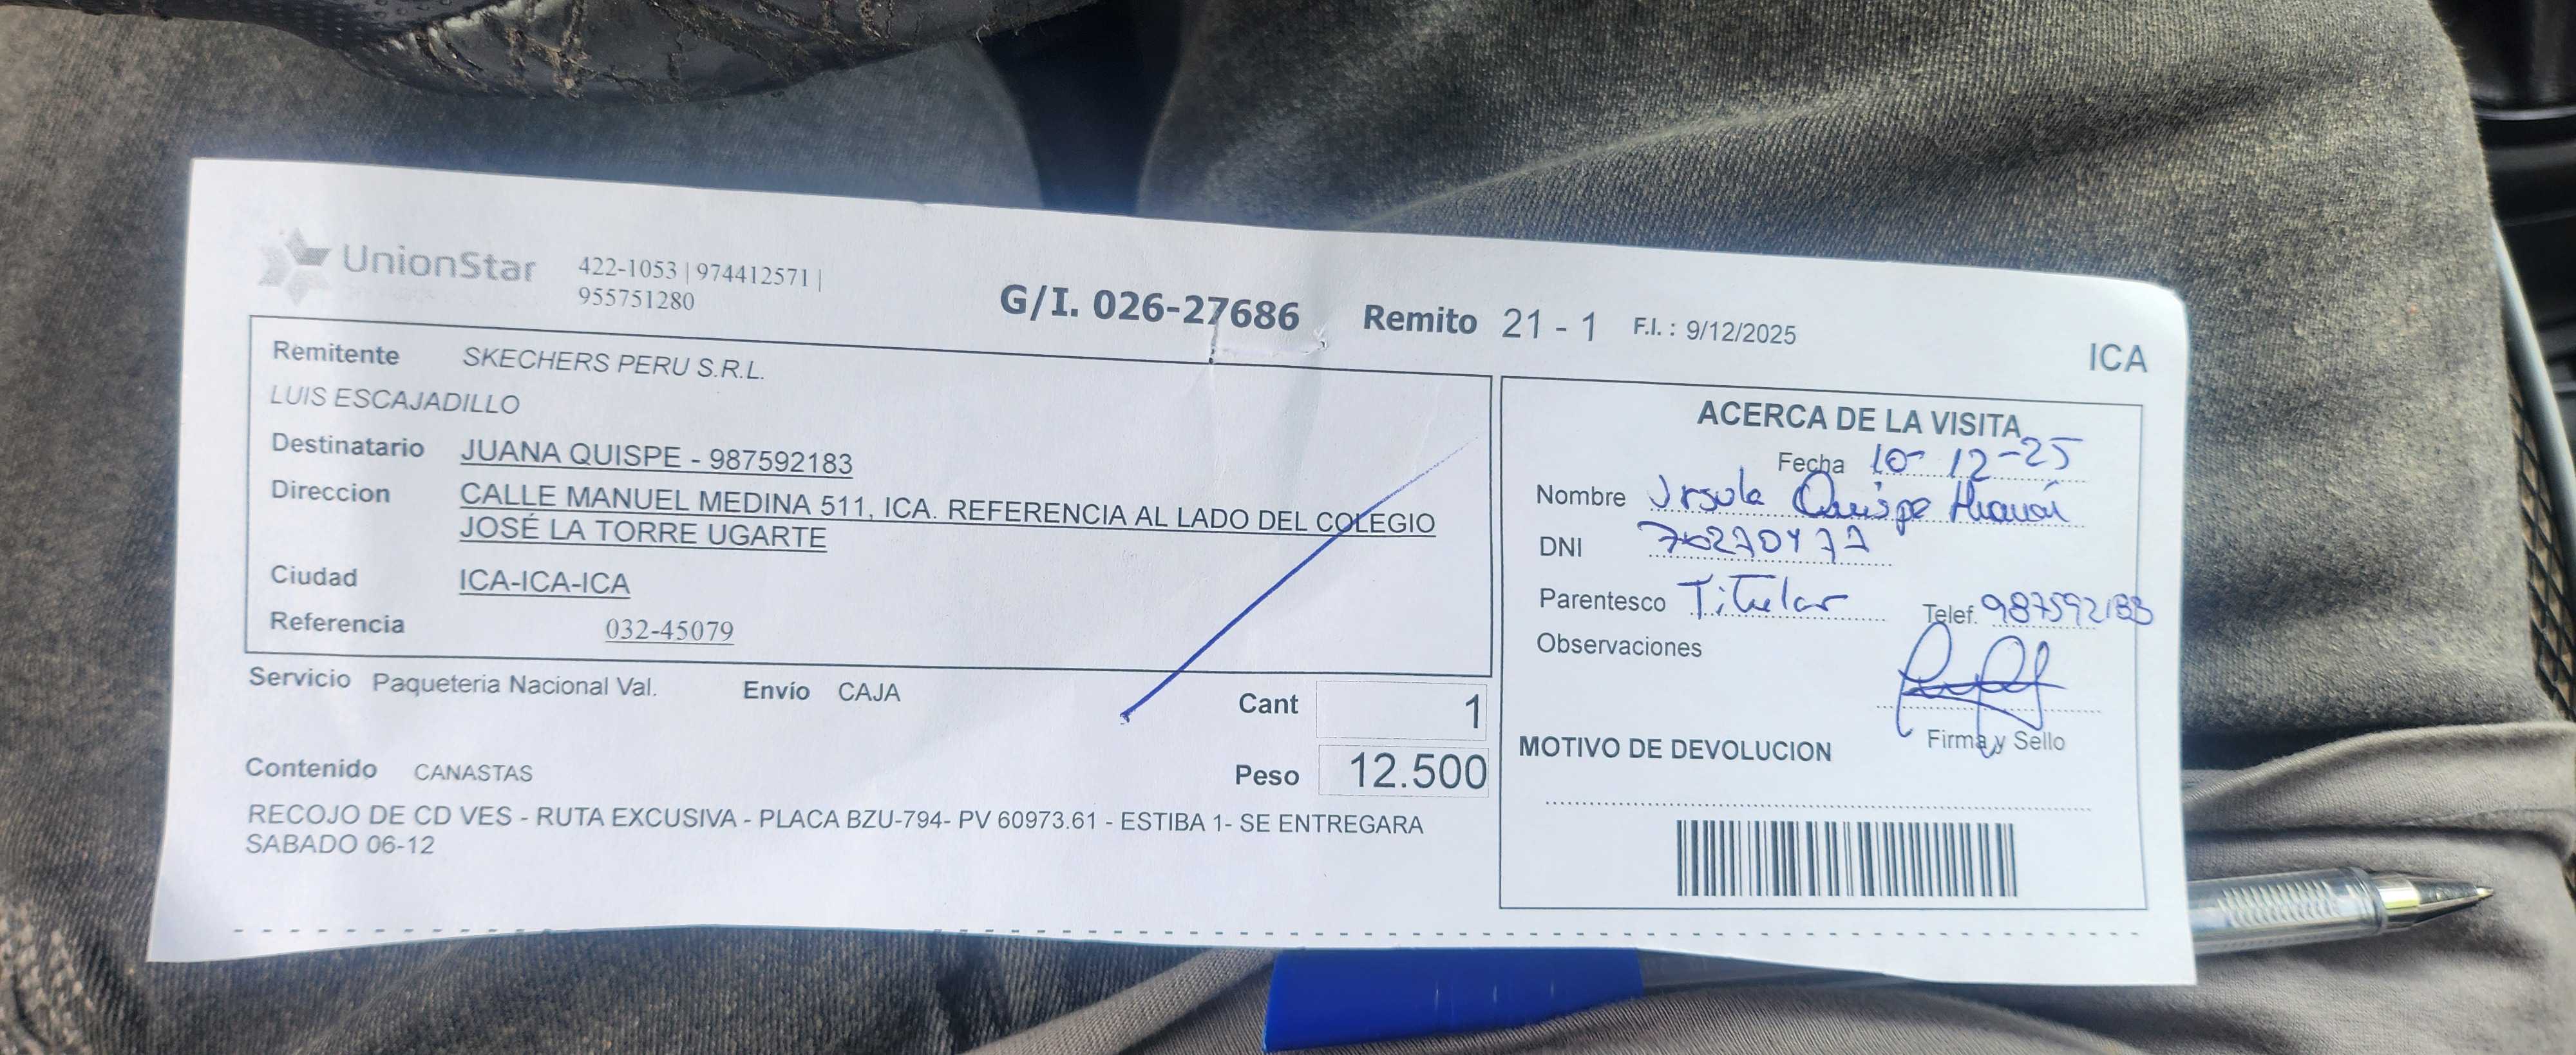 UnionStar
422-1053 | 974412571 |
955751280
G/I. 026-27686 Remito 21 - 1 F.I. : 9/12/2025
ICA
Remitente SKECHERS PERU S.R.L.
LUIS ESCAJADILLO
Destinatario JUANA QUISPE - 987592183
Direccion CALLE MANUEL MEDINA 511, ICA. REFERENCIA AL LADO DEL COLEGIO
JOSÉ LA TORRE UGARTE
Ciudad ICA-ICA-ICA
Referencia 032-45079
Servicio Paqueteria Nacional Val. Envío CAJA
Cant 1
Contenido CANASTAS
Peso 12.500
RECOJO DE CD VES - RUTA EXCUSIVA - PLACA BZU-794- PV 60973.61 - ESTIBA 1- SE ENTREGARA
SABADO 06-12
ACERCA DE LA VISITA
Fecha 10-12-25
Nombre Ursula Quispe
DNI
Parentesco Titular Telef. 987592183
Observaciones
Firma y Sello
MOTIVO DE DEVOLUCION